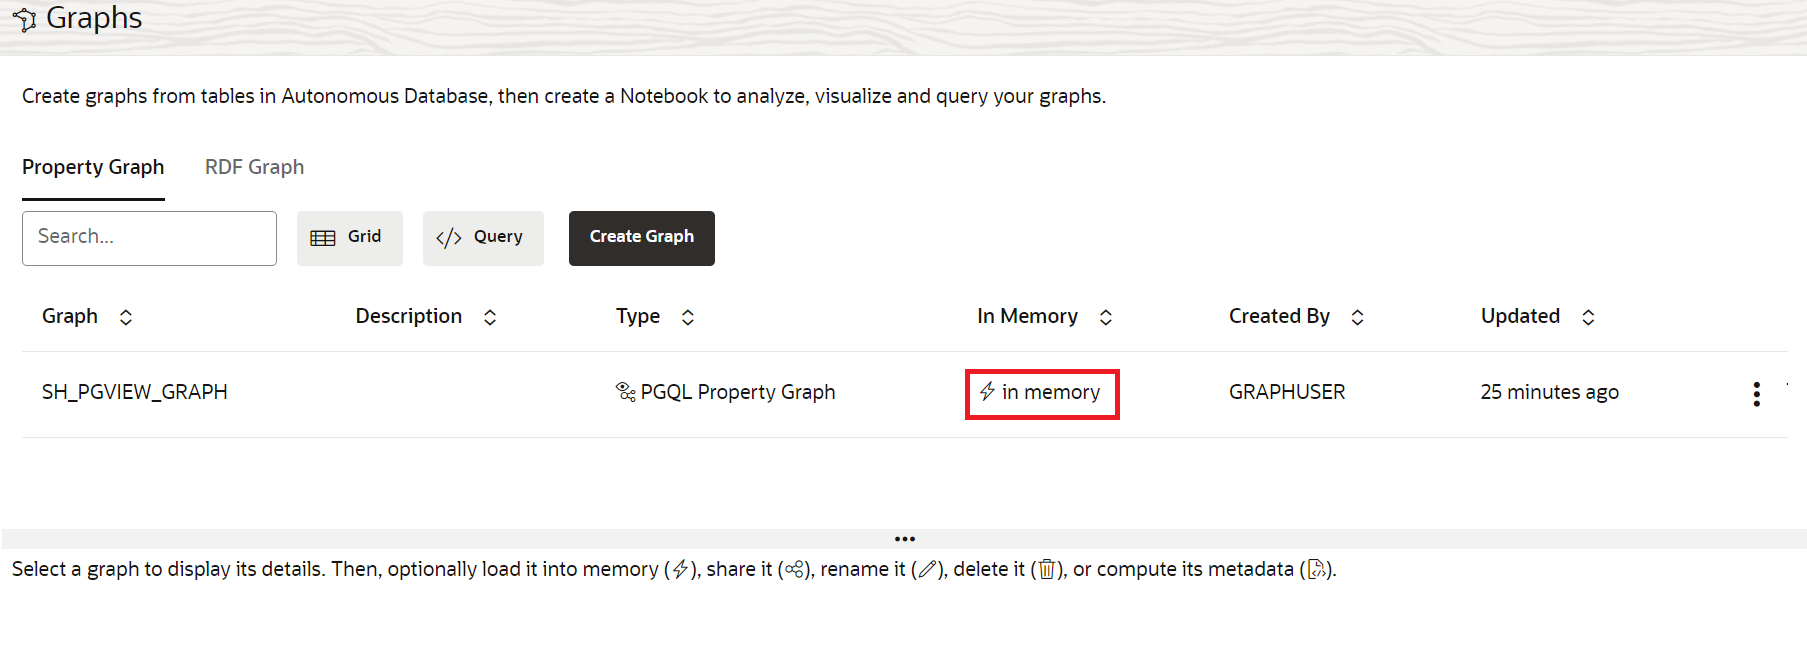 Graphs
Create graphs from tables in Autonomous Database, then create a Notebook to analyze, visualize and query your graphs.
Property Graph RDF Graph
Search... Grid </> Query Create Graph
Graph Description Type In Memory Created By Updated
SH_PGVIEW_GRAPH PGQL Property Graph in memory GRAPHUSER 25 minutes ago
Select a graph to display its details. Then, optionally load it into memory (), share it (), rename it (), delete it (), or compute its metadata ().